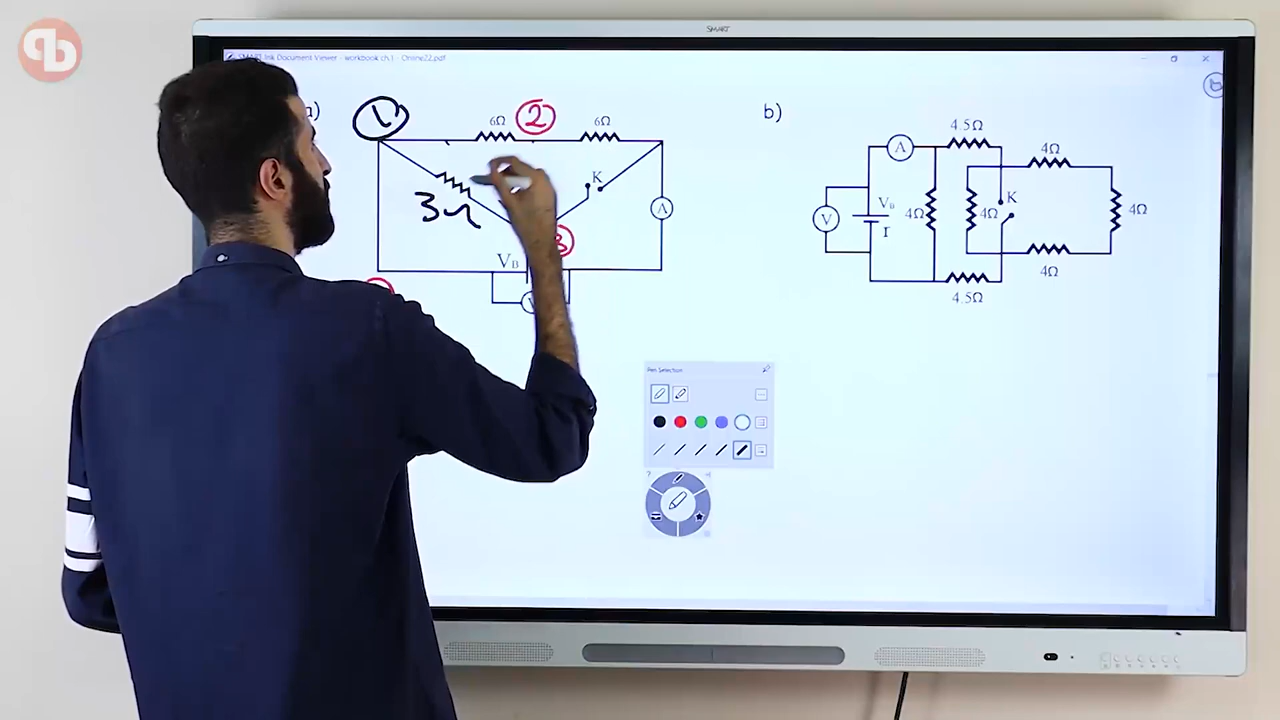 SMART
SMART Ink Document Viewer - workbook ch.1 - Online22.pdf
a)
1
6Ω
2
6Ω
K
3Ω
A
3
VB
V
b)
4.5Ω
A
4Ω
V
VB
r
4Ω
4Ω
K
4Ω
4Ω
4.5Ω
Pen Selection
?